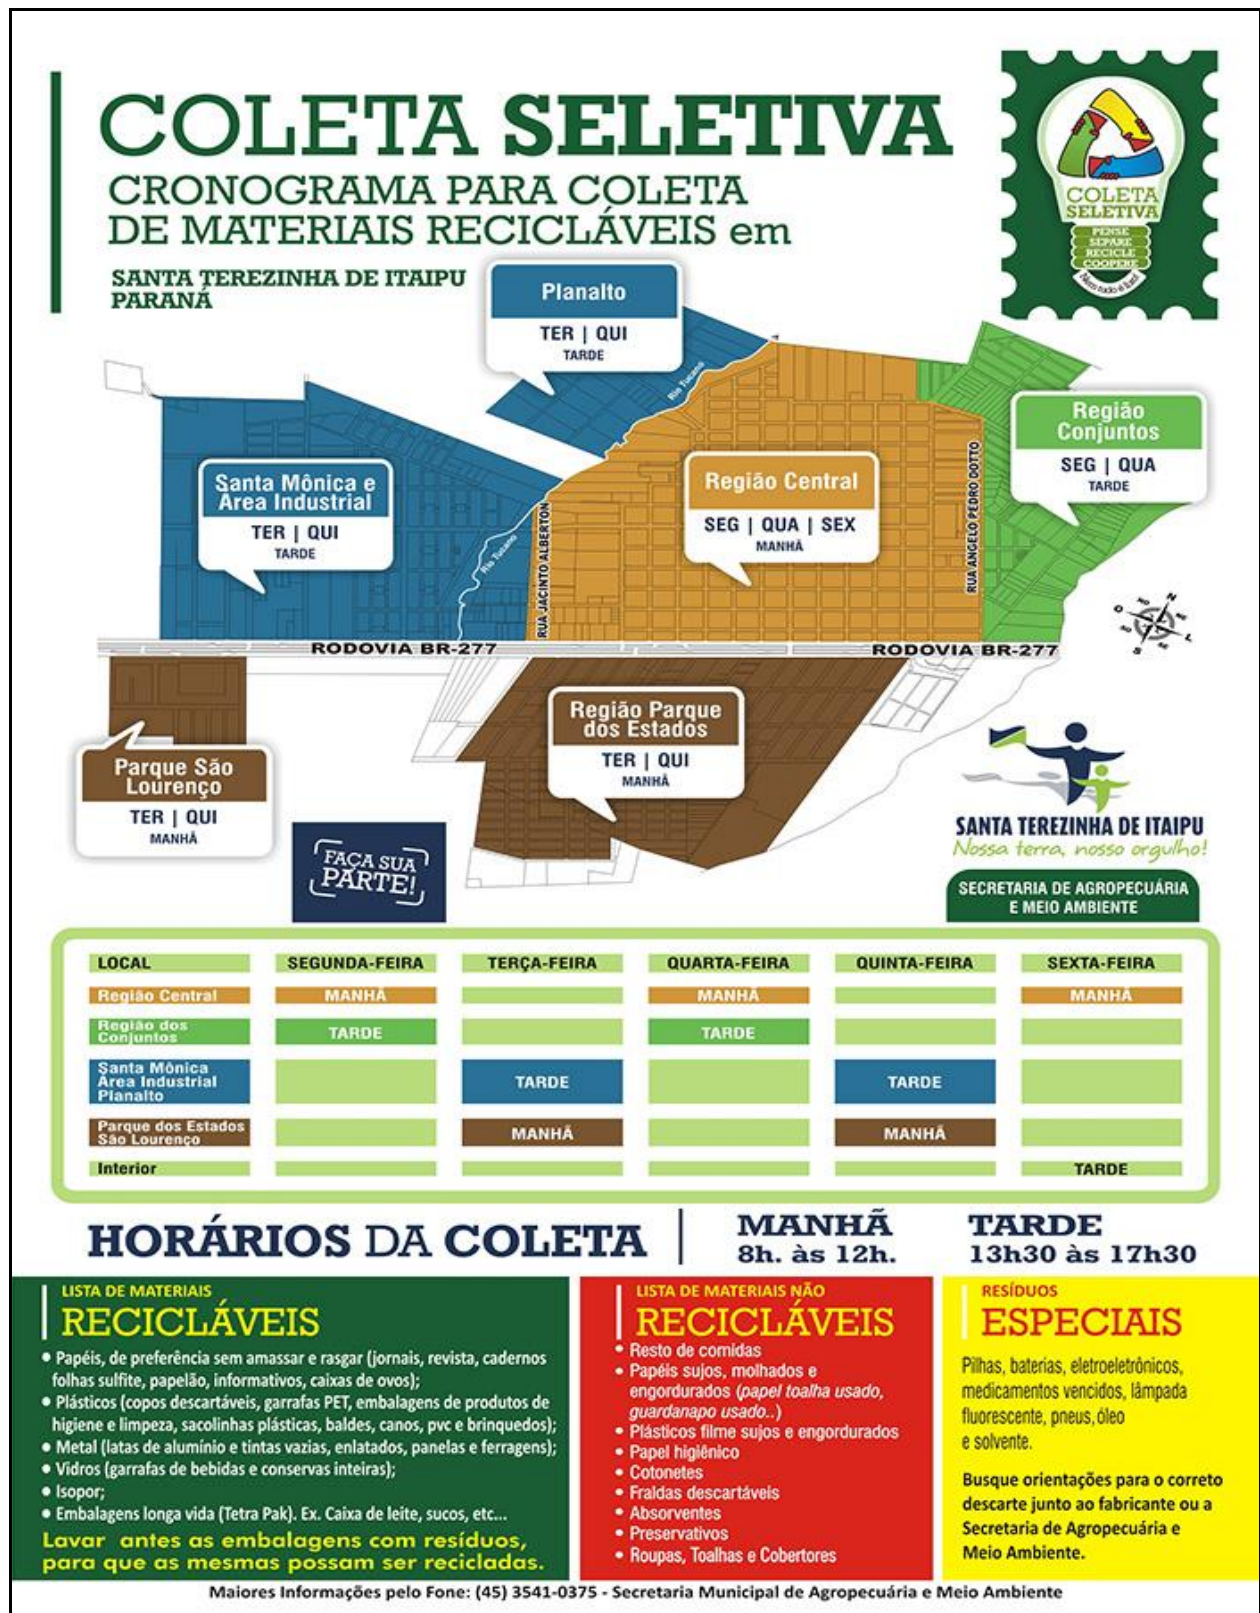 COLETA SELETIVA
CRONOGRAMA PARA COLETA
DE MATERIAIS RECICLÁVEIS em
SANTA TEREZINHA DE ITAIPU
PARANÁ
COLETA
SELETIVA
PENSE
SEPARE
RECICLE
COOPERE
Nem tudo é lixo!
Planalto
TER | QUI
TARDE
Rio Tucano
Região
Conjuntos
SEG | QUA
TARDE
Santa Mônica e
Área Industrial
TER | QUI
TARDE
Região Central
SEG | QUA | SEX
MANHÃ
Rio Tucano
RUA JACINTO ALBERTON
RUA ANGELO PEDRO DOTTO
N
NE
L
SE
S
SO
O
NO
RODOVIA BR-277
RODOVIA BR-277
Região Parque
dos Estados
TER | QUI
MANHÃ
Parque São
Lourenço
TER | QUI
MANHÃ
FAÇA SUA
PARTE!
SANTA TEREZINHA DE ITAIPU
Nossa terra, nosso orgulho!
SECRETARIA DE AGROPECUÁRIA
E MEIO AMBIENTE
LOCAL SEGUNDA-FEIRA TERÇA-FEIRA QUARTA-FEIRA QUINTA-FEIRA SEXTA-FEIRA
Região Central MANHÃ MANHÃ MANHÃ
Região dos
Conjuntos TARDE TARDE
Santa Mônica
Área Industrial TARDE TARDE
Planalto
Parque dos Estados
São Lourenço MANHÃ MANHÃ
Interior TARDE
HORÁRIOS DA COLETA
MANHÃ
8h. às 12h.
TARDE
13h30 às 17h30
LISTA DE MATERIAIS
RECICLÁVEIS
• Papéis, de preferência sem amassar e rasgar (jornais, revista, cadernos
folhas sulfite, papelão, informativos, caixas de ovos);
• Plásticos (copos descartáveis, garrafas PET, embalagens de produtos de
higiene e limpeza, sacolinhas plásticas, baldes, canos, pvc e brinquedos);
• Metal (latas de alumínio e tintas vazias, enlatados, panelas e ferragens);
• Vidros (garrafas de bebidas e conservas inteiras);
• Isopor;
• Embalagens longa vida (Tetra Pak). Ex. Caixa de leite, sucos, etc...
Lavar antes as embalagens com resíduos,
para que as mesmas possam ser recicladas.
LISTA DE MATERIAIS NÃO
RECICLÁVEIS
• Resto de comidas
• Papéis sujos, molhados e
engordurados (papel toalha usado,
guardanapo usado..)
• Plásticos filme sujos e engordurados
• Papel higiênico
• Cotonetes
• Fraldas descartáveis
• Absorventes
• Preservativos
• Roupas, Toalhas e Cobertores
RESÍDUOS
ESPECIAIS
Pilhas, baterias, eletroeletrônicos,
medicamentos vencidos, lâmpada
fluorescente, pneus, óleo
e solvente.
Busque orientações para o correto
descarte junto ao fabricante ou a
Secretaria de Agropecuária e
Meio Ambiente.
Maiores Informações pelo Fone: (45) 3541-0375 - Secretaria Municipal de Agropecuária e Meio Ambiente